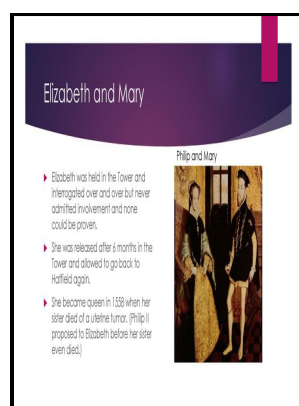 Elizabeth and Mary
Philip and Mary
Elizabeth was held in the Tower and
interrogated over and over but never
admitted involvement and none
could be proven.
She was released after 6 months in the
Tower and allowed to go back to
Hatfield again.
She became queen in 1558 when her
sister died of a uterine tumor. (Philip II
proposed to Elizabeth before her sister
even died.)